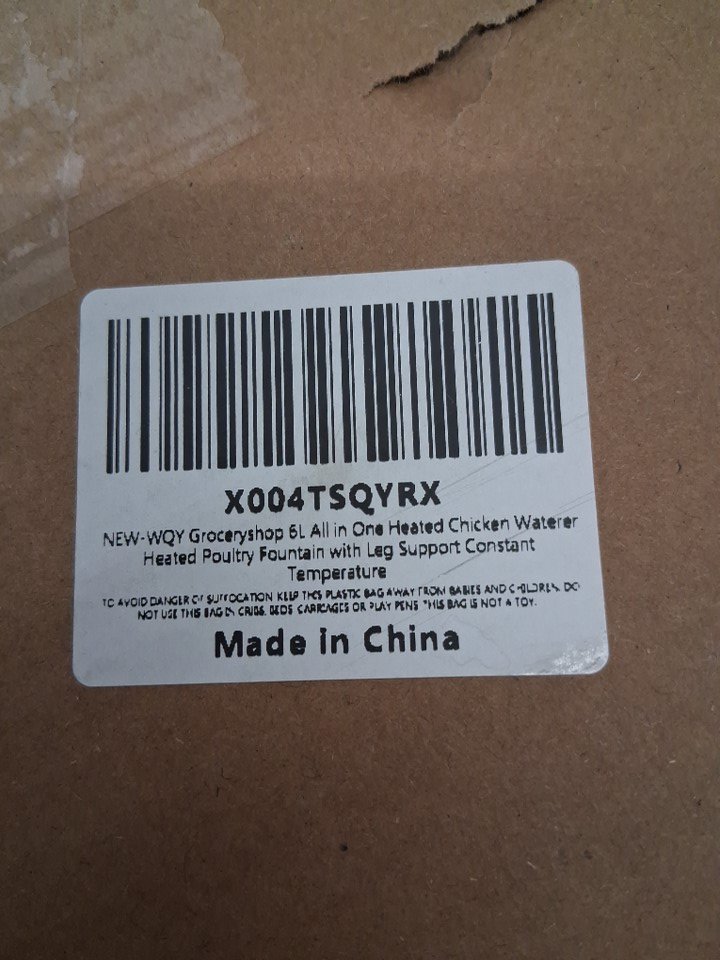 X004TSQYRX
NEW-WQY Groceryshop 6L All in One Heated Chicken Waterer
Heated Poultry Fountain with Leg Support Constant
Temperature
TO AVOID DANGER OF SUFFOCATION KEEP THIS PLASTIC BAG AWAY FROM BABIES AND CHILDREN. DO
NOT USE THIS BAG IN CRIBS. BEDS CARRIAGES OR PLAY PENS THIS BAG IS NOT A TOY.
Made in China